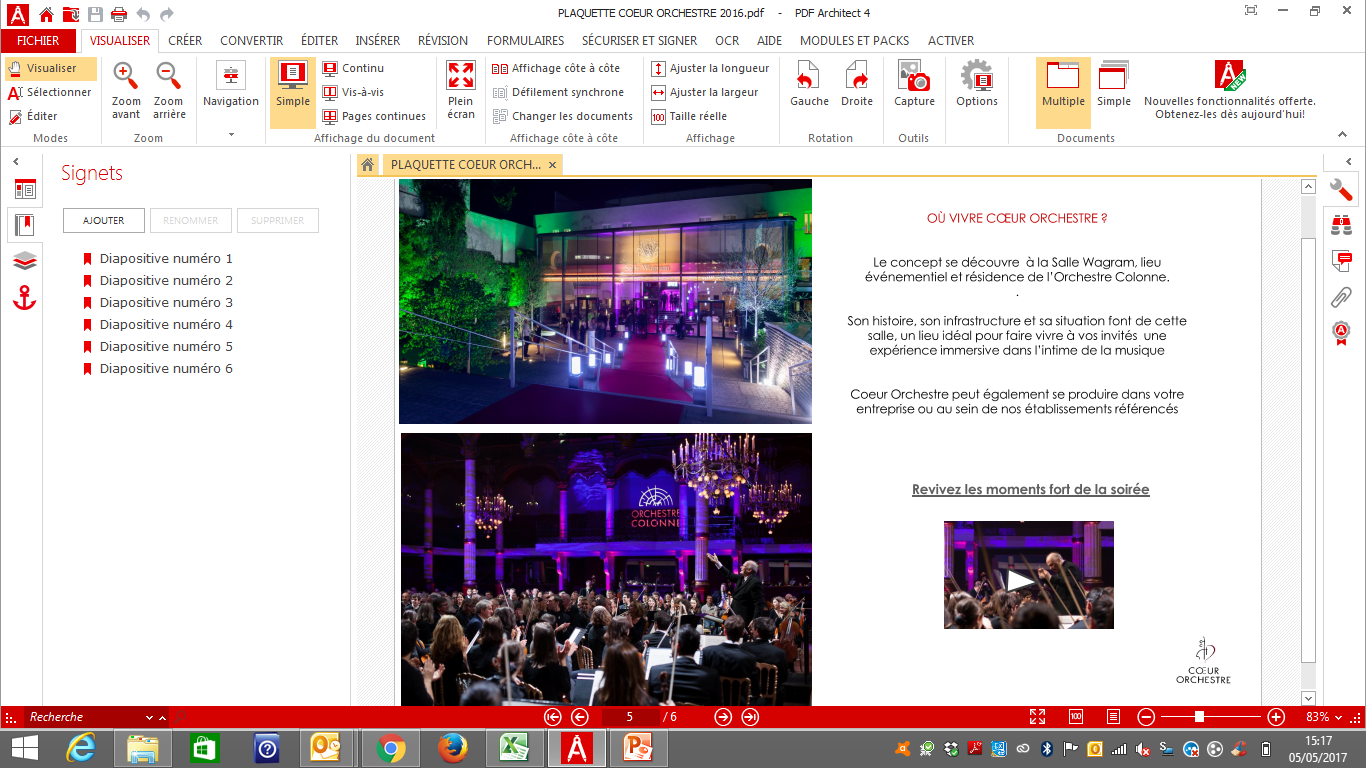 PLAQUETTE COEUR ORCHESTRE 2016.pdf - PDF Architect 4
FICHIER VISUALISER CRÉER CONVERTIR ÉDITER INSÉRER RÉVISION FORMULAIRES SÉCURISER ET SIGNER OCR AIDE MODULES ET PACKS ACTIVER
Visualiser
Sélectionner
Éditer
Modes
Zoom avant
Zoom arrière
Zoom
Navigation
Simple
Continu
Vis-à-vis
Pages continues
Affichage du document
Plein écran
Affichage côte à côte
Défilement synchrone
Changer les documents
Affichage côte à côte
Ajuster la longueur
Ajuster la largeur
100 Taille réelle
Affichage
Gauche
Droite
Rotation
Capture
Outils
Options
Multiple
Simple
Documents
NEW
Nouvelles fonctionnalités offerte.
Obtenez-les dès aujourd'hui!
Signets
AJOUTER RENOMMER SUPPRIMER
Diapositive numéro 1
Diapositive numéro 2
Diapositive numéro 3
Diapositive numéro 4
Diapositive numéro 5
Diapositive numéro 6
PLAQUETTE COEUR ORCH... ×
ORCHESTRE
COLONNE
OÙ VIVRE CŒUR ORCHESTRE ?
Le concept se découvre à la Salle Wagram, lieu
événementiel et résidence de l'Orchestre Colonne.
.
Son histoire, son infrastructure et sa situation font de cette
salle, un lieu idéal pour faire vivre à vos invités une
expérience immersive dans l'intime de la musique
Coeur Orchestre peut également se produire dans votre
entreprise ou au sein de nos établissements référencés
Revivez les moments fort de la soirée
CŒUR
ORCHESTRE
Recherche
5 / 6
100
83%
15:17
05/05/2017